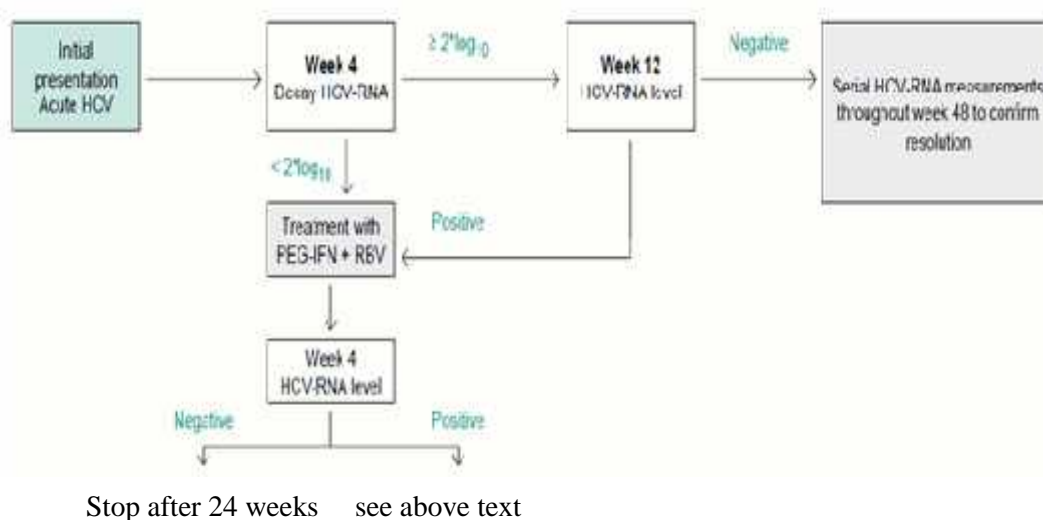 Initial
presentation
Acute HCV
Week 4
Decay HCV-RNA
≥ 2*log10
Week 12
HCV-RNA level
Negative
Serial HCV-RNA measurements
throughout week 48 to confirm
resolution
< 2*log10
Treatment with
PEG-IFN + RBV
Positive
Week 4
HCV-RNA level
Negative
Positive
Stop after 24 weeks see above text